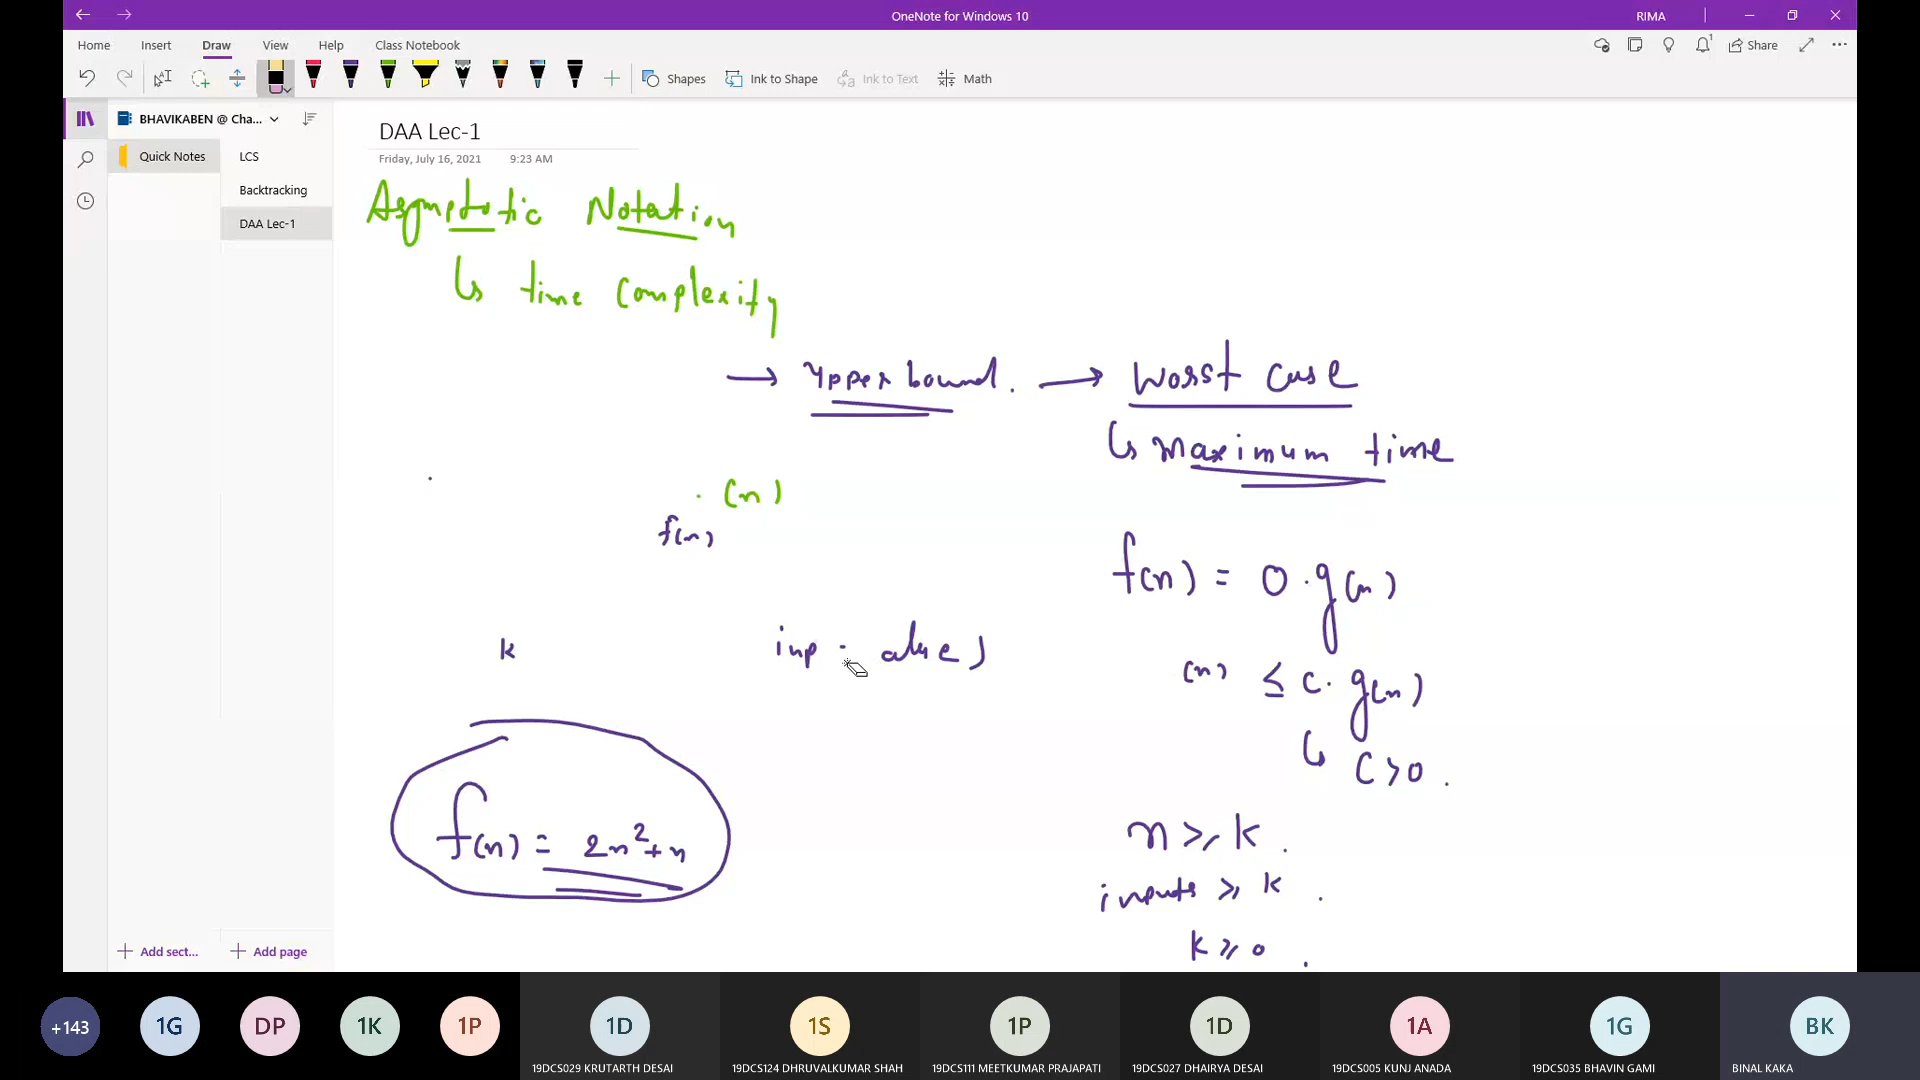 OneNote for Windows 10
RIMA
Home Insert Draw View Help Class Notebook
Share
Shapes Ink to Shape Ink to Text Math
BHAVIKABEN @ Cha...
Quick Notes
LCS
Backtracking
DAA Lec-1
DAA Lec-1
Friday, July 16, 2021 9:23 AM
Asymptotic Notation
↳ time complexity
→ Upper bound. → Worst case
↳ Maximum time
. (n)
f(n)
f(n) = O . g(n)
k
inp
(n) ≤ c. g(n)
↳ C > 0 .
f(n) = 2n²+n
n ≥ k .
inputs ≥ k .
k ≥ 0 .
Add sect... Add page
+143 1G DP 1K 1P 1D 1S 1P 1D 1A 1G BK
19DCS029 KRUTARTH DESAI 19DCS124 DHRUVALKUMAR SHAH 19DCS111 MEETKUMAR PRAJAPATI 19DCS027 DHAIRYA DESAI 19DCS005 KUNJ ANADA 19DCS035 BHAVIN GAMI BINAL KAKA